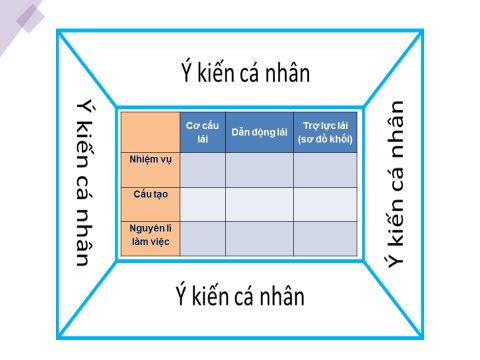 Ý kiến cá nhân
Ý kiến cá nhân
Cơ cấu
lái
Dẫn động lái
Trợ lực lái
(sơ đồ khối)
Nhiệm vụ
Cấu tạo
Nguyên lí
làm việc
Ý kiến cá nhân
Ý kiến cá nhân